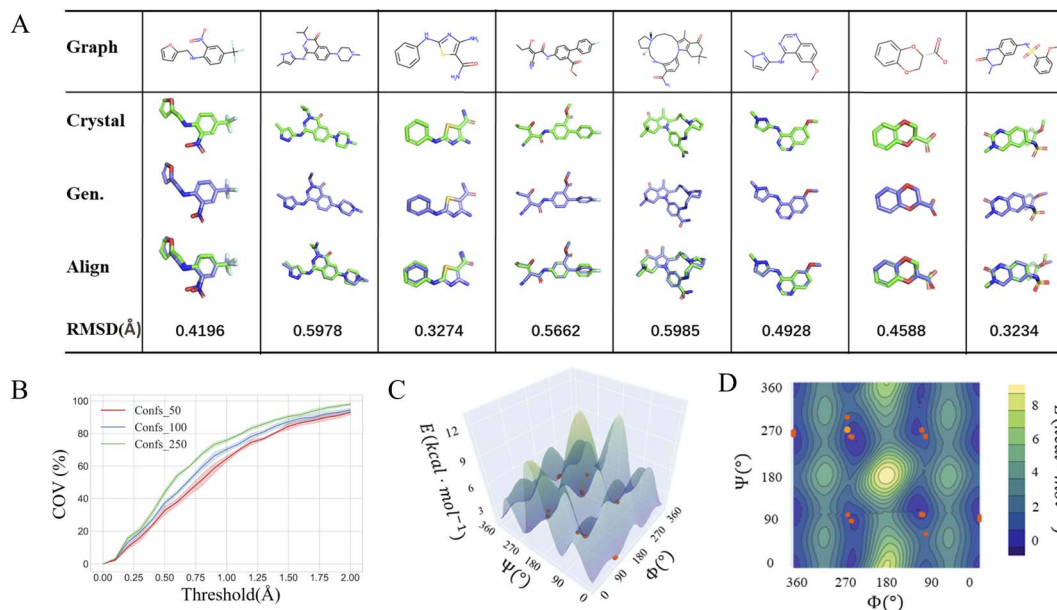 A
Graph
Crystal
Gen.
Align
RMSD(Å) 0.4196 0.5978 0.3274 0.5662 0.5985 0.4928 0.4588 0.3234
B
COV (%)
100
80
60
40
20
0
Confs_50
Confs_100
Confs_250
0.00 0.25 0.50 0.75 1.00 1.25 1.50 1.75 2.00
Threshold(Å)
C
E(kcal · mol⁻¹)
12
9
6
3
360 270 180 90 0
Ψ(°)
0 90 180 270 360
Φ(°)
D
Ψ(°)
360
270
180
90
0
360 270 180 90 0
Φ(°)
8
6
4
2
0